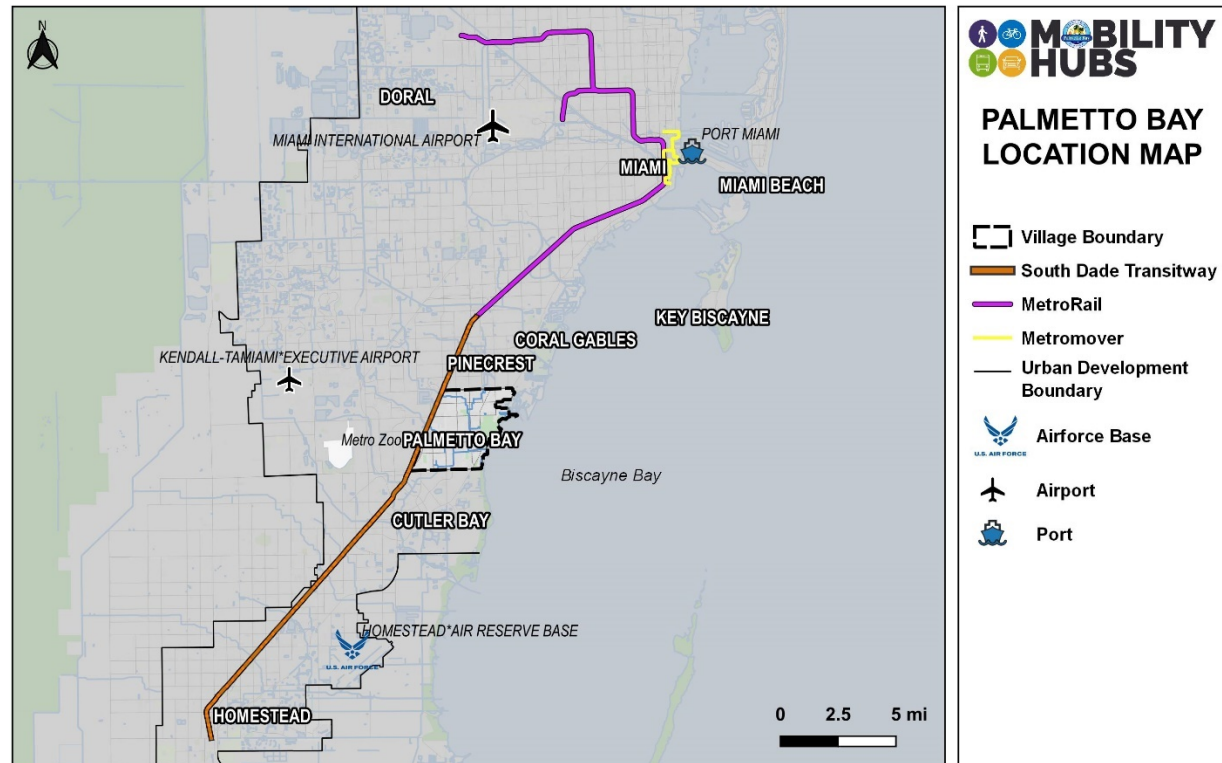 N
DORAL
MIAMI INTERNATIONAL AIRPORT
PORT MIAMI
MIAMI
MIAMI BEACH
KEY BISCAYNE
CORAL GABLES
KENDALL-TAMIAMI*EXECUTIVE AIRPORT
PINECREST
Metro Zoo
PALMETTO BAY
Biscayne Bay
CUTLER BAY
HOMESTEAD*AIR RESERVE BASE
U.S. AIR FORCE
HOMESTEAD
0 2.5 5 mi
MOBILITY
HUBS
PALMETTO BAY
LOCATION MAP
Village Boundary
South Dade Transitway
MetroRail
Metromover
Urban Development
Boundary
U.S. AIR FORCE
Airforce Base
Airport
Port